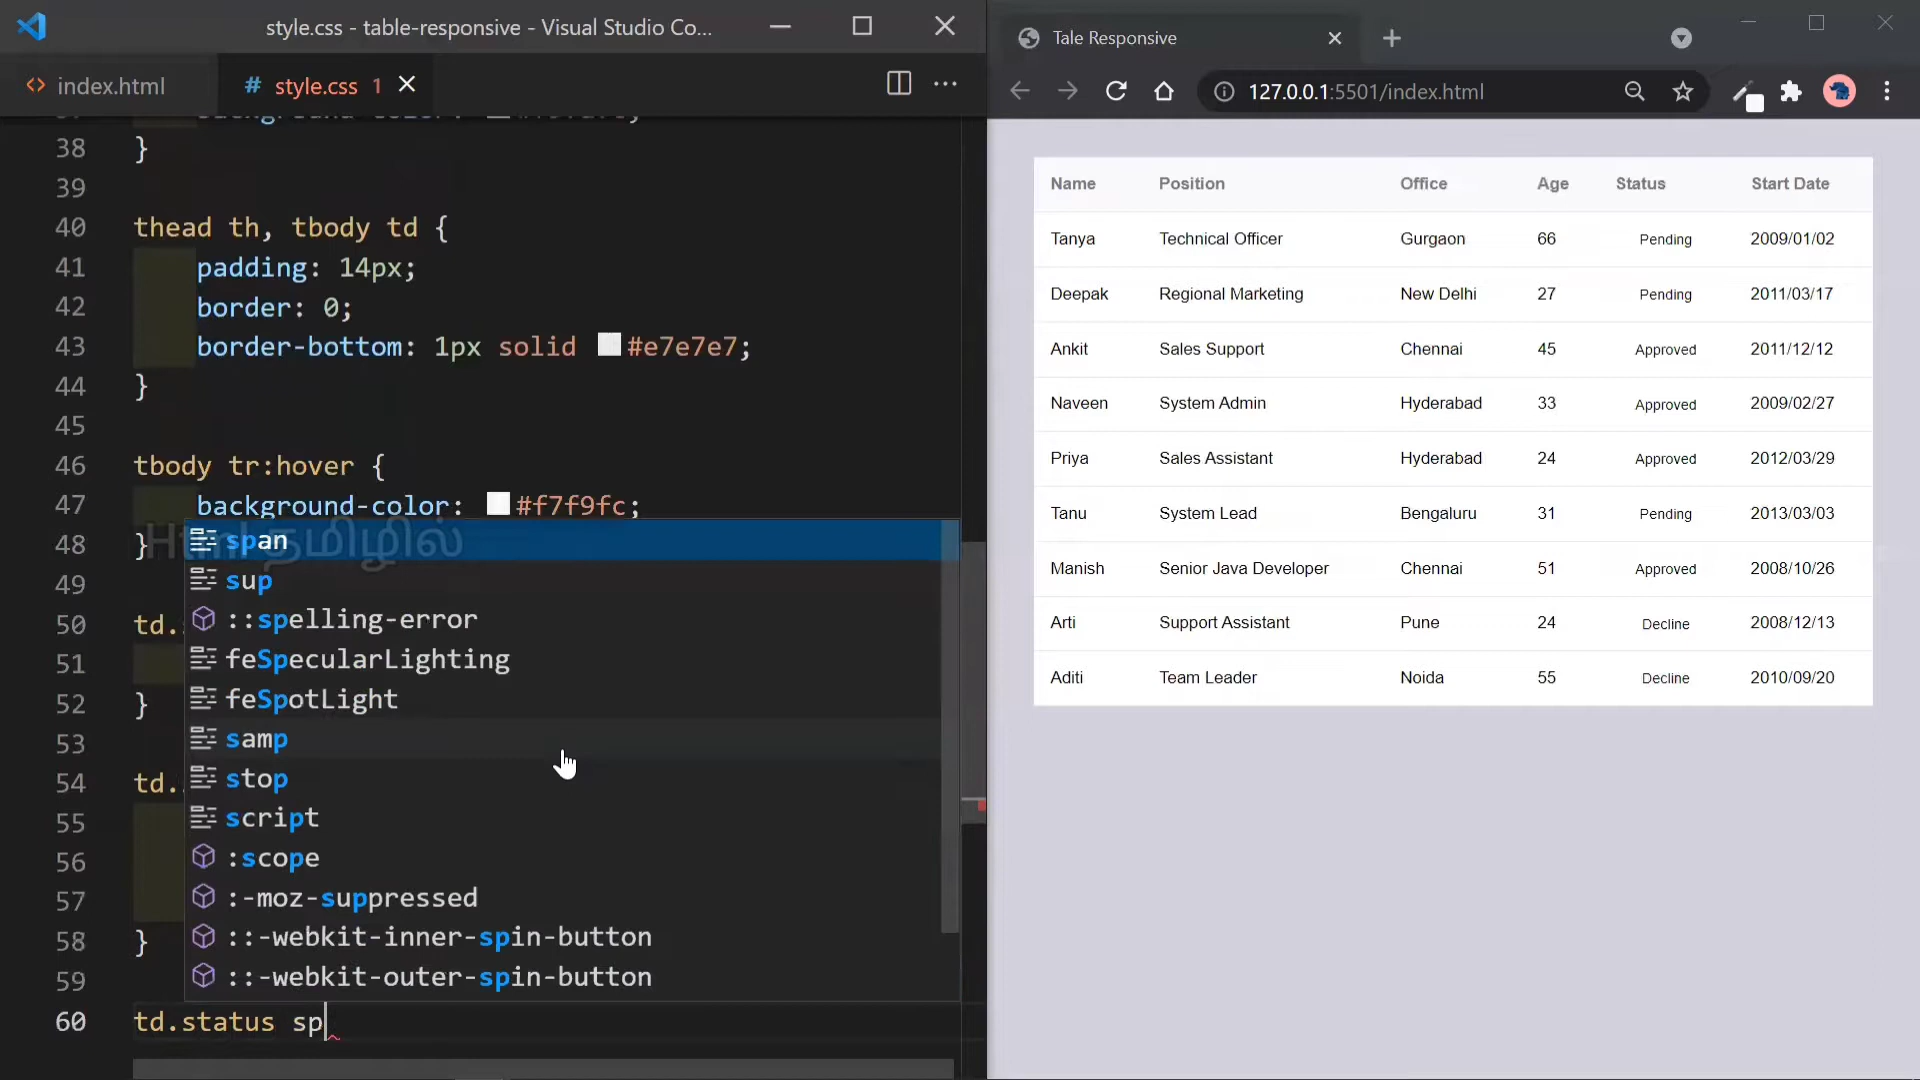 style.css - table-responsive - Visual Studio Co...
index.html
# style.css 1
38 }
39
40 thead th, tbody td {
41 padding: 14px;
42 border: 0;
43 border-bottom: 1px solid #e7e7e7;
44 }
45
46 tbody tr:hover {
47 background-color: #f7f9fc;
48 }
Html தமிழில்
span
sup
::spelling-error
feSpecularLighting
feSpotLight
samp
stop
script
:scope
:-moz-suppressed
::-webkit-inner-spin-button
::-webkit-outer-spin-button
49
50 td.
51
52 }
53
54 td.
55
56
57
58 }
59
60 td.status sp
Tale Responsive
127.0.0.1:5501/index.html
Name Position Office Age Status Start Date
Tanya Technical Officer Gurgaon 66 Pending 2009/01/02
Deepak Regional Marketing New Delhi 27 Pending 2011/03/17
Ankit Sales Support Chennai 45 Approved 2011/12/12
Naveen System Admin Hyderabad 33 Approved 2009/02/27
Priya Sales Assistant Hyderabad 24 Approved 2012/03/29
Tanu System Lead Bengaluru 31 Pending 2013/03/03
Manish Senior Java Developer Chennai 51 Approved 2008/10/26
Arti Support Assistant Pune 24 Decline 2008/12/13
Aditi Team Leader Noida 55 Decline 2010/09/20